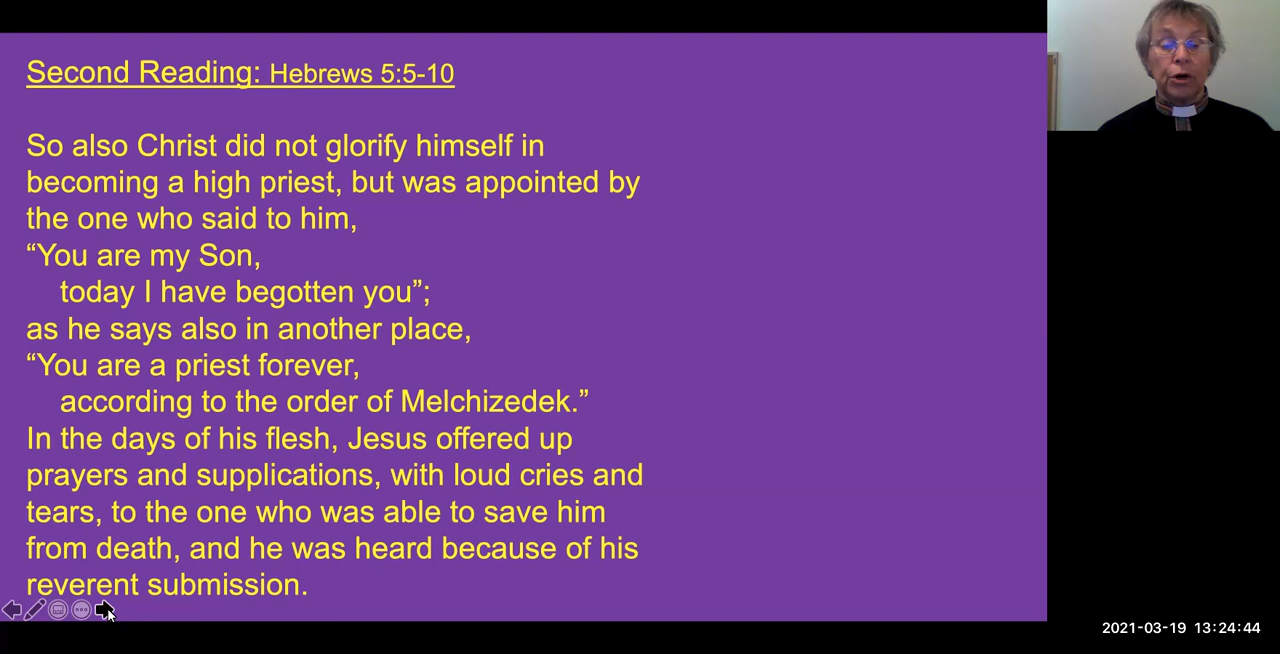 Second Reading: Hebrews 5:5-10
So also Christ did not glorify himself in
becoming a high priest, but was appointed by
the one who said to him,
“You are my Son,
today I have begotten you”;
as he says also in another place,
“You are a priest forever,
according to the order of Melchizedek.”
In the days of his flesh, Jesus offered up
prayers and supplications, with loud cries and
tears, to the one who was able to save him
from death, and he was heard because of his
reverent submission.
2021-03-19 13:24:44